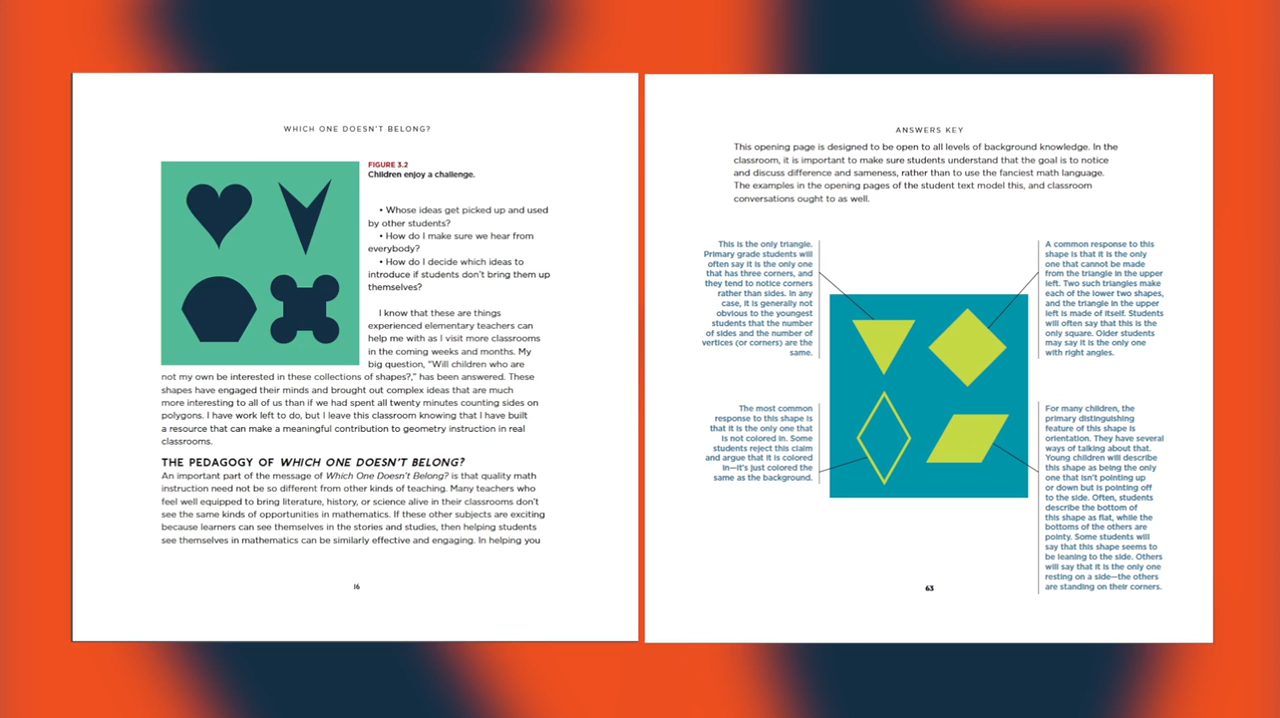 WHICH ONE DOESN'T BELONG?
FIGURE 3.2
Children enjoy a challenge.
• Whose ideas get picked up and used
by other students?
• How do I make sure we hear from
everybody?
• How do I decide which ideas to
introduce if students don't bring them up
themselves?
I know that these are things
experienced elementary teachers can
help me with as I visit more classrooms
in the coming weeks and months. My
big question, "Will children who are
not my own be interested in these collections of shapes?," has been answered. These
shapes have engaged their minds and brought out complex ideas that are much
more interesting to all of us than if we had spent all twenty minutes counting sides on
polygons. I have work left to do, but I leave this classroom knowing that I have built
a resource that can make a meaningful contribution to geometry instruction in real
classrooms.
THE PEDAGOGY OF WHICH ONE DOESN'T BELONG?
An important part of the message of Which One Doesn't Belong? is that quality math
instruction need not be so different from other kinds of teaching. Many teachers who
feel well equipped to bring literature, history, or science alive in their classrooms don't
see the same kinds of opportunities in mathematics. If these other subjects are exciting
because learners can see themselves in the stories and studies, then helping students
see themselves in mathematics can be similarly effective and engaging. In helping you
16
ANSWERS KEY
This opening page is designed to be open to all levels of background knowledge. In the
classroom, it is important to make sure students understand that the goal is to notice
and discuss difference and sameness, rather than to use the fanciest math language.
The examples in the opening pages of the student text model this, and classroom
conversations ought to as well.
This is the only triangle.
Primary grade students will
often say it is the only one
that has three corners, and
they tend to notice corners
rather than sides. In any
case, it is generally not
obvious to the youngest
students that the number
of sides and the number of
vertices (or corners) are the
same.
A common response to this
shape is that it is the only
one that cannot be made
from the triangle in the upper
left. Two such triangles make
each of the lower two shapes,
and the triangle in the upper
left is made of itself. Students
will often say that this is the
only square. Older students
may say it is the only one
with right angles.
The most common
response to this shape is
that it is the only one that
is not colored in. Some
students reject this claim
and argue that it is colored
in—it's just colored the
same as the background.
For many children, the
primary distinguishing
feature of this shape is
orientation. They have several
ways of talking about that.
Young children will describe
this shape as being the only
one that isn't pointing up
or down but is pointing off
to the side. Often, students
describe the bottom of
this shape as flat, while the
bottoms of the others are
pointy. Some students will
say that this shape seems to
be leaning to the side. Others
will say that it is the only one
resting on a side—the others
are standing on their corners.
63